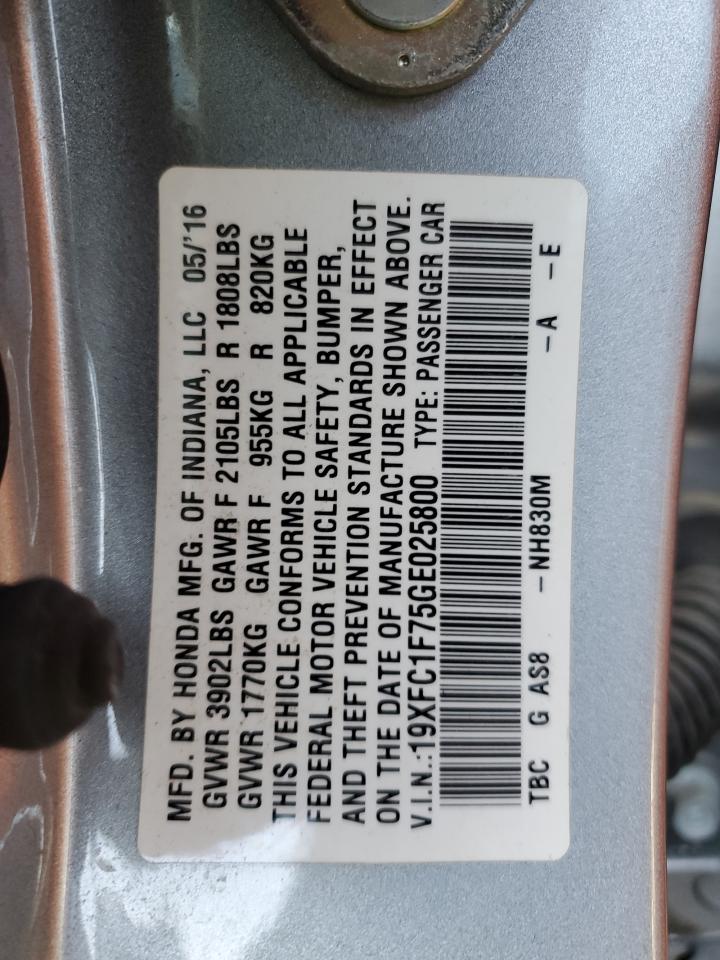 MFD. BY HONDA MFG. OF INDIANA, LLC 05/'16
GVWR 3902LBS GAWR F 2105LBS R 1808LBS
GVWR 1770KG GAWR F 955KG R 820KG
THIS VEHICLE CONFORMS TO ALL APPLICABLE
FEDERAL MOTOR VEHICLE SAFETY, BUMPER,
AND THEFT PREVENTION STANDARDS IN EFFECT
ON THE DATE OF MANUFACTURE SHOWN ABOVE.
V.I.N.:19XFC1F75GE025800 TYPE: PASSENGER CAR
TBC G AS8 -NH830M -A -E